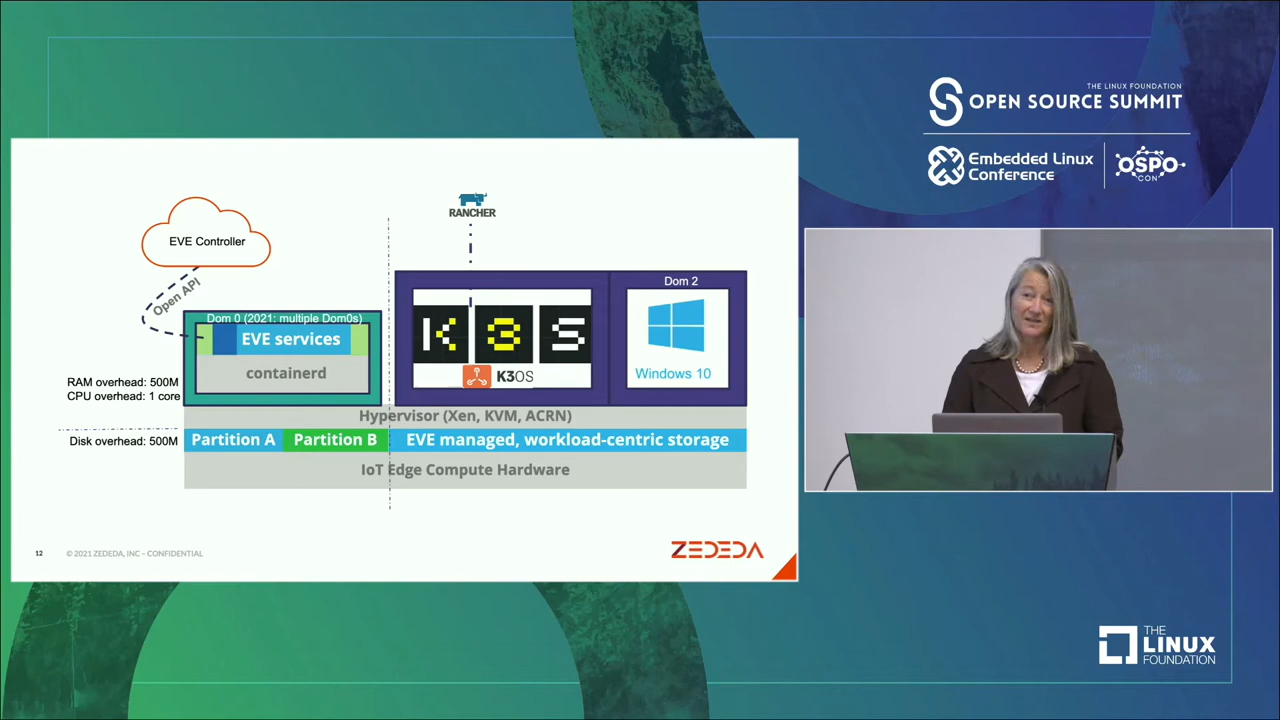 THE LINUX FOUNDATION
OPEN SOURCE SUMMIT
Embedded Linux
Conference
OSPO
CON
EVE Controller
Open API
RANCHER
Dom 0 (2021: multiple Dom0s)
EVE services
containerd
K3S
K3OS
Dom 2
Windows 10
RAM overhead: 500M
CPU overhead: 1 core
Hypervisor (Xen, KVM, ACRN)
Disk overhead: 500M
Partition A
Partition B
EVE managed, workload-centric storage
IoT Edge Compute Hardware
12
© 2021 ZEDEDA, INC – CONFIDENTIAL
ZEDEDA
THE
LINUX
FOUNDATION